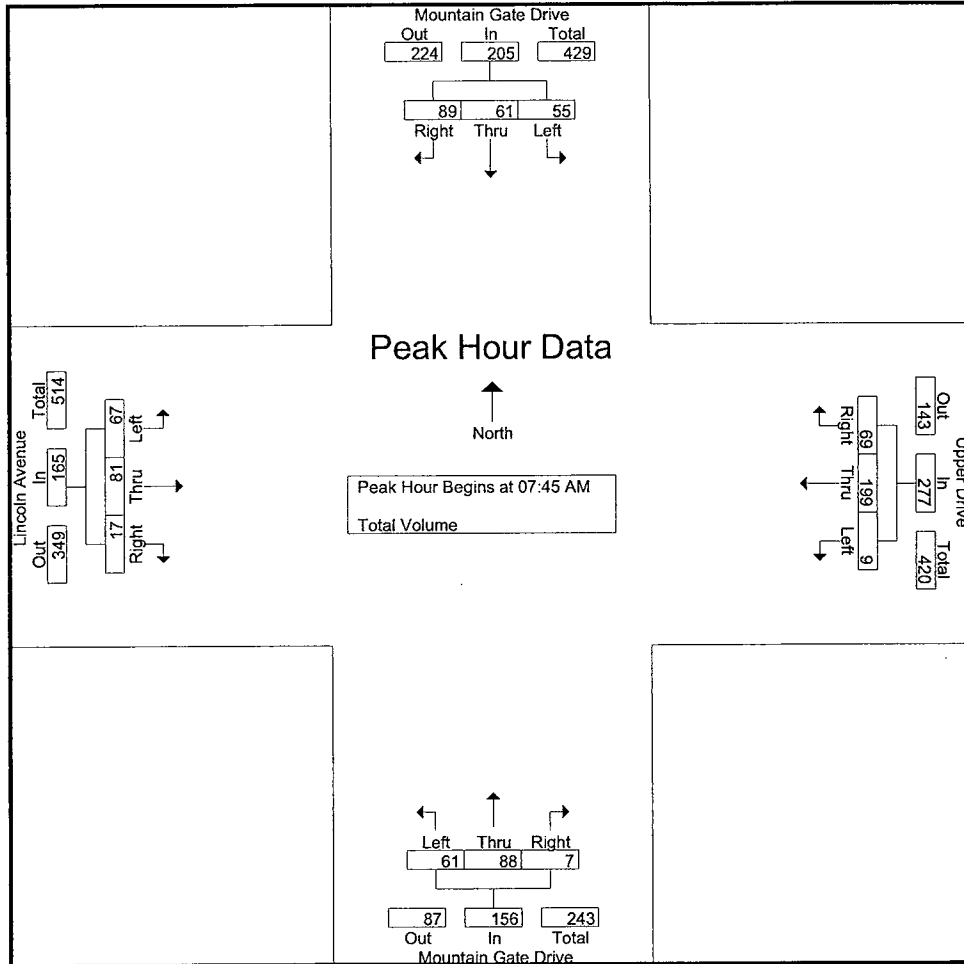 Mountain Gate Drive
Out In Total
224 205 429
89 61 55
Right Thru Left
Peak Hour Data
North
Peak Hour Begins at 07:45 AM
Total Volume
Lincoln Avenue
Out In Total
349 165 514
Right Thru Left
17 81 67
Upper Drive
Out In Total
143 277 420
Right Thru Left
69 199 9
Left Thru Right
61 88 7
87 156 243
Out In Total
Mountain Gate Drive